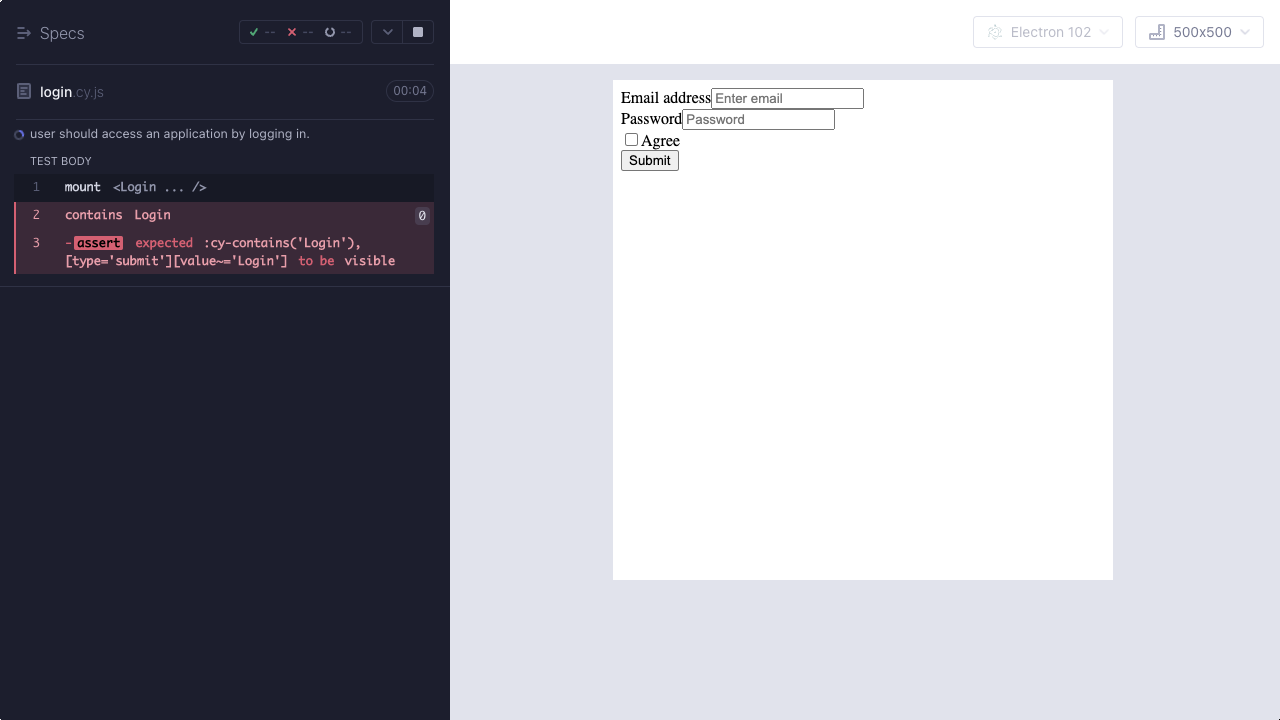 Specs
-- -- --
login.cy.js
00:04
user should access an application by logging in.
TEST BODY
1 mount <Login ... />
2 contains Login 0
3 -assert expected :cy-contains('Login'),
[type='submit'][value~='Login'] to be visible
Electron 102
500x500
Email address Enter email
Password Password
Agree
Submit